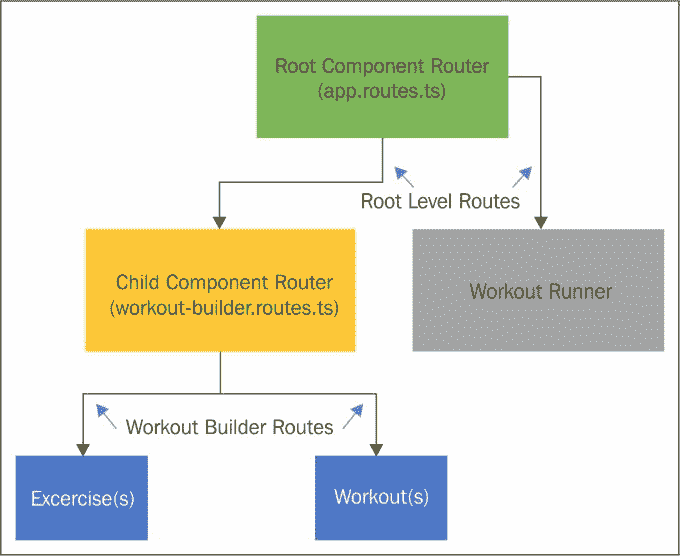 Root Component Router
(app.routes.ts)
Root Level Routes
Child Component Router
(workout-builder.routes.ts)
Workout Runner
Workout Builder Routes
Excercise(s)
Workout(s)